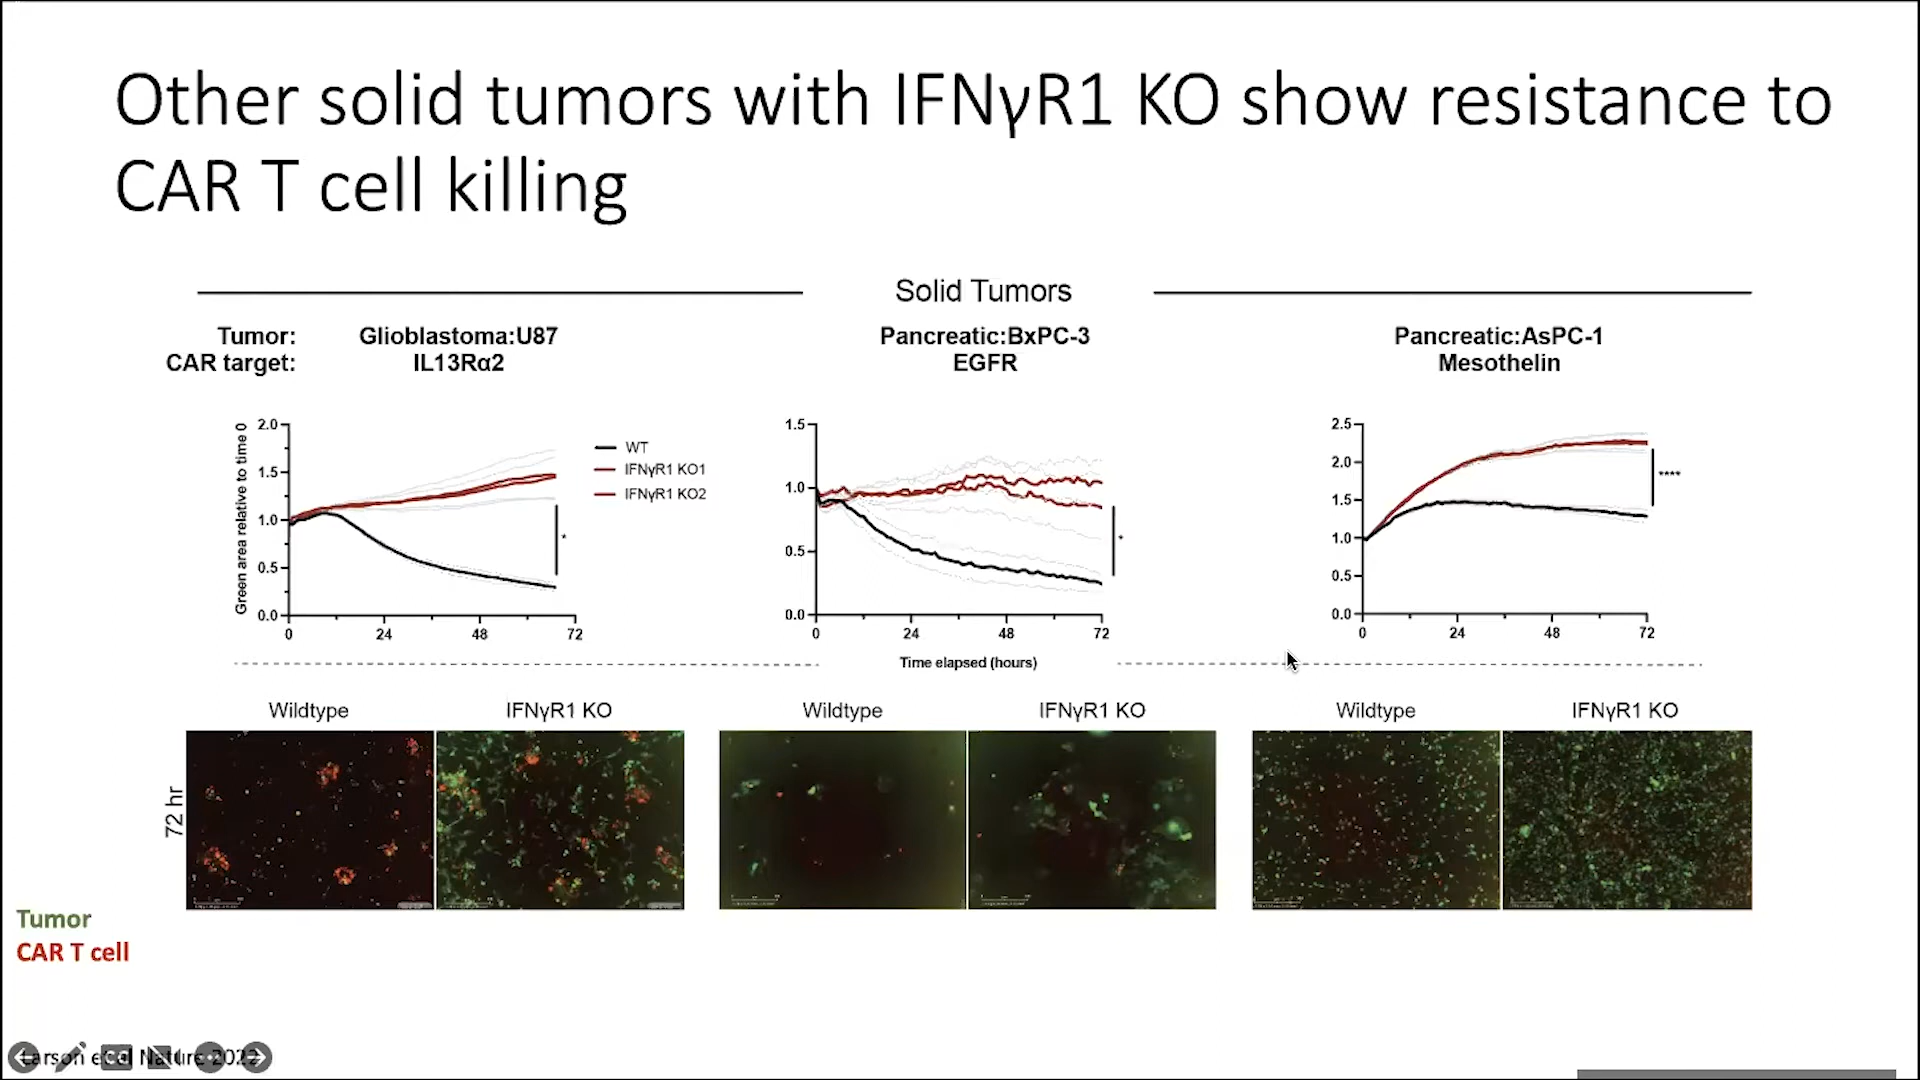 Other solid tumors with IFNγR1 KO show resistance to
CAR T cell killing
Solid Tumors
Tumor: Glioblastoma:U87 Pancreatic:BxPC-3 Pancreatic:AsPC-1
CAR target: IL13Rα2 EGFR Mesothelin
Green area relative to time 0
2.0
1.5
1.0
0.5
0.0
0 24 48 72
*
WT
IFNγR1 KO1
IFNγR1 KO2
1.5
1.0
0.5
0.0
0 24 48 72
*
2.5
2.0
1.5
1.0
0.5
0.0
0 24 48 72
****
Time elapsed (hours)
Wildtype IFNγR1 KO Wildtype IFNγR1 KO Wildtype IFNγR1 KO
72 hr
Tumor
CAR T cell
Larson et al Nature 2022